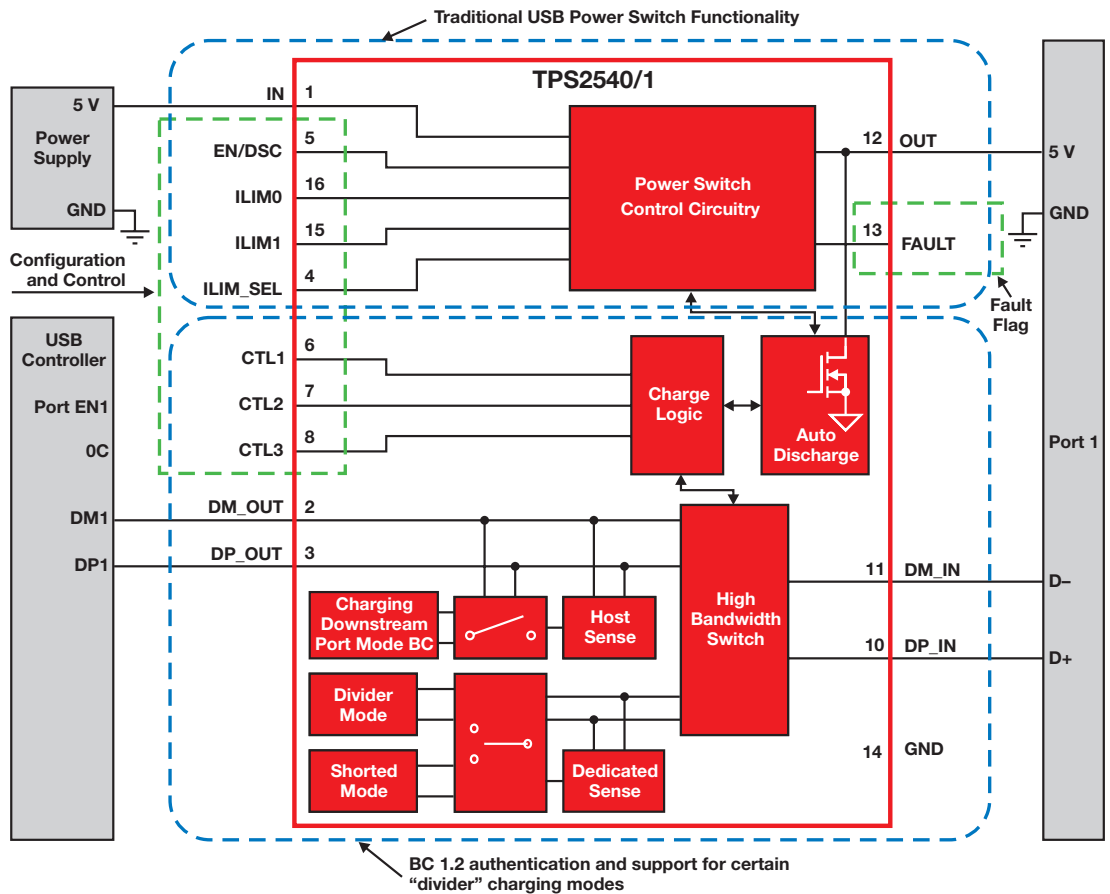 Traditional USB Power Switch Functionality
TPS2540/1
5 V
Power
Supply
GND
IN
1
EN/DSC
5
ILIM0
16
ILIM1
15
ILIM_SEL
4
Power Switch
Control Circuitry
12
OUT
13
FAULT
5 V
GND
Port 1
D–
D+
Configuration
and Control
Fault
Flag
USB
Controller
Port EN1
0C
DM1
DP1
CTL1
6
CTL2
7
CTL3
8
Charge
Logic
Auto
Discharge
DM_OUT
2
DP_OUT
3
Charging
Downstream
Port Mode BC
Host
Sense
High
Bandwidth
Switch
11
DM_IN
10
DP_IN
Divider
Mode
Shorted
Mode
Dedicated
Sense
14
GND
BC 1.2 authentication and support for certain
“divider” charging modes